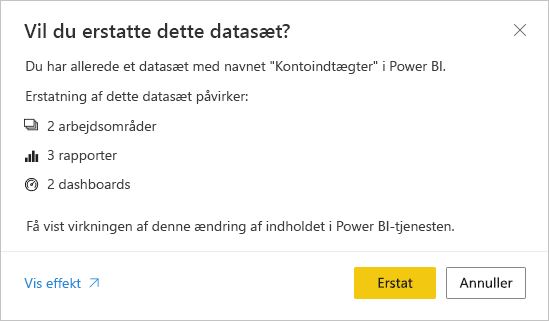 Vil du erstatte dette datasæt?
Du har allerede et datasæt med navnet "Kontoindtægter" i Power BI.
Erstatning af dette datasæt påvirker:
2 arbejdsområder
3 rapporter
2 dashboards
Få vist virkningen af denne ændring af indholdet i Power BI-tjenesten.
Vis effekt
Erstat
Annuller